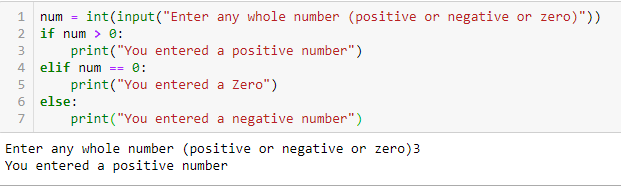 1 num = int(input("Enter any whole number (positive or negative or zero)"))
2 if num > 0:
3     print("You entered a positive number")
4 elif num == 0:
5     print("You entered a Zero")
6 else:
7     print("You entered a negative number")
Enter any whole number (positive or negative or zero)3
You entered a positive number